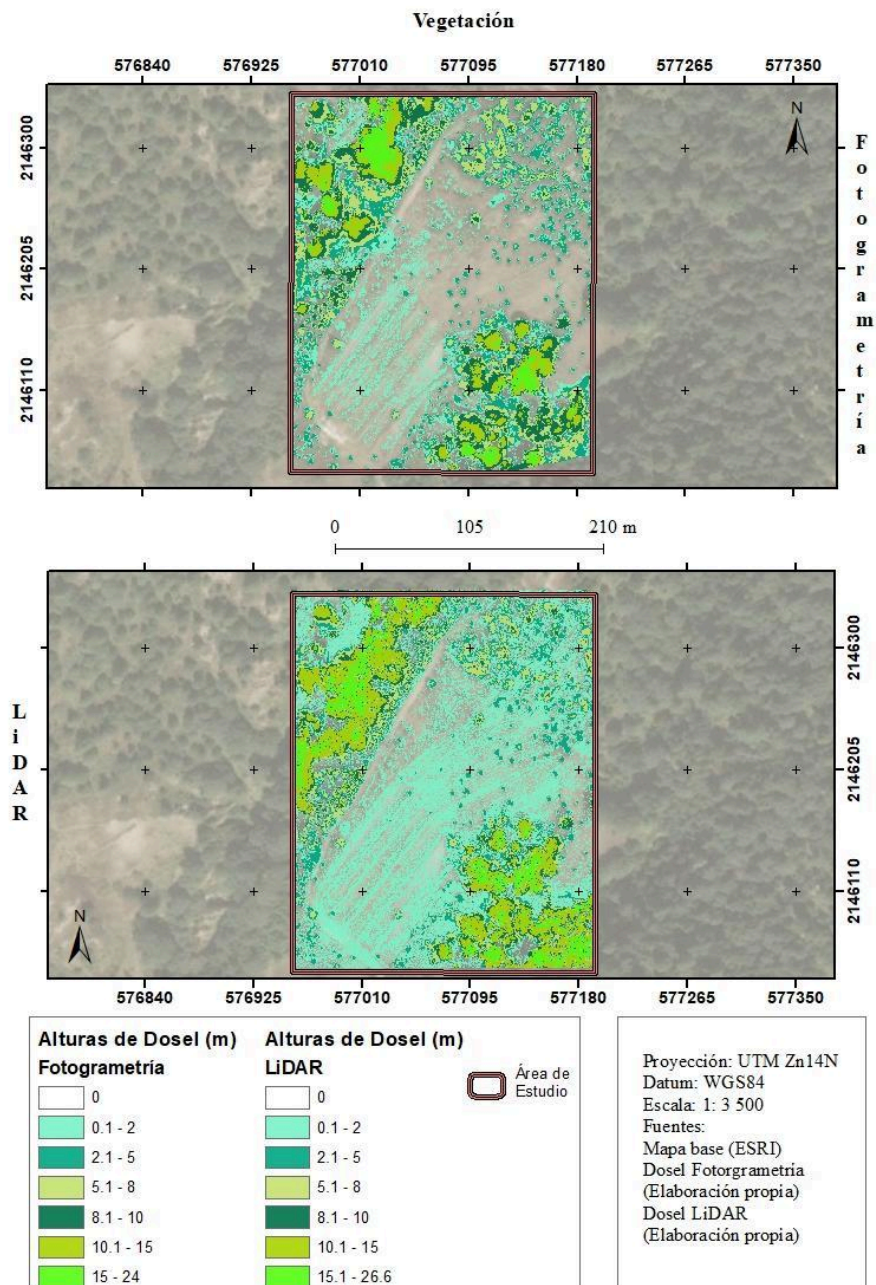 Vegetación
576840 576925 577010 577095 577180 577265 577350
N
2146300
2146205
2146110
Fotogrametría
0 105 210 m
LiDAR
N
2146300
2146205
2146110
576840 576925 577010 577095 577180 577265 577350
Alturas de Dosel (m)
Fotogrametría
0
0.1 - 2
2.1 - 5
5.1 - 8
8.1 - 10
10.1 - 15
15 - 24
Alturas de Dosel (m)
LiDAR
0
0.1 - 2
2.1 - 5
5.1 - 8
8.1 - 10
10.1 - 15
15.1 - 26.6
Área de
Estudio
Proyección: UTM Zn14N
Datum: WGS84
Escala: 1: 3 500
Fuentes:
Mapa base (ESRI)
Dosel Fotorgrametria
(Elaboración propia)
Dosel LiDAR
(Elaboración propia)